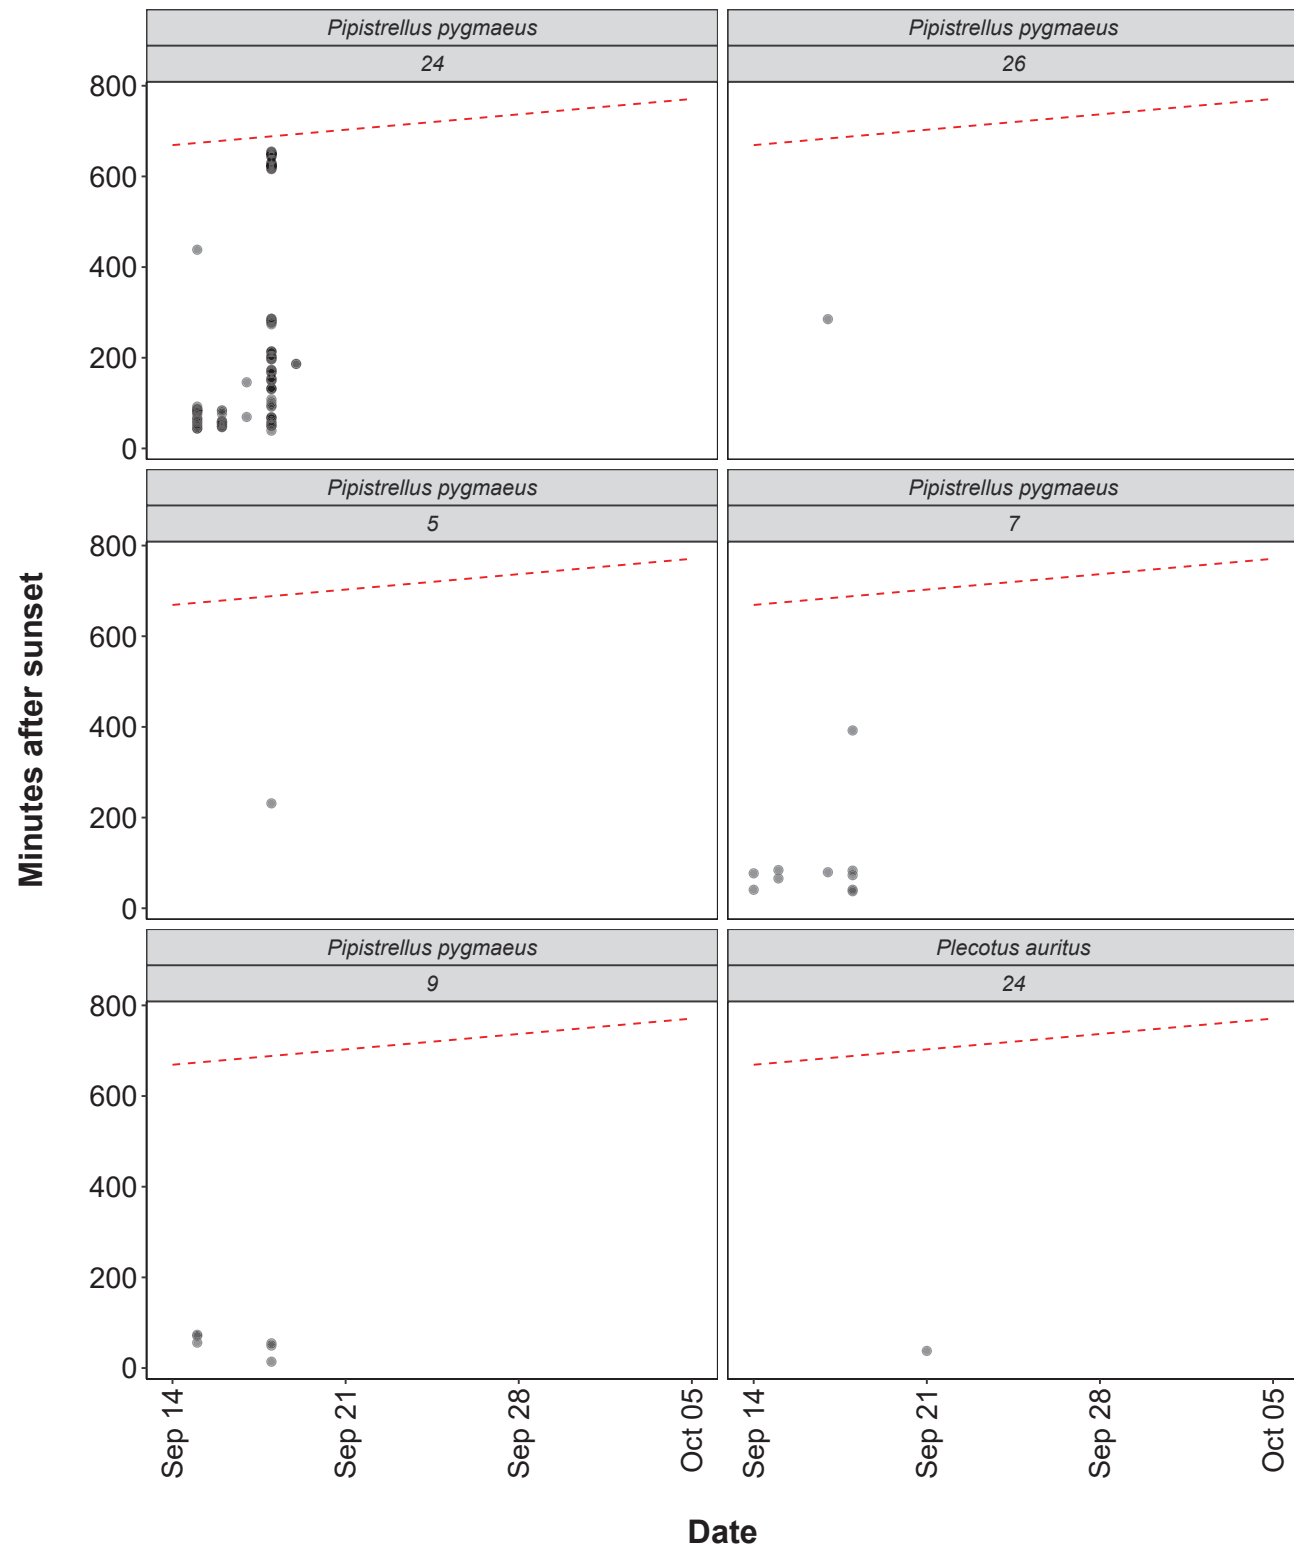 Pipistrellus pygmaeus
Pipistrellus pygmaeus
24
26
800
600
400
200
0
Pipistrellus pygmaeus
Pipistrellus pygmaeus
5
7
800
600
400
200
0
Minutes after sunset
Pipistrellus pygmaeus
Plecotus auritus
9
24
800
600
400
200
0
Sep 14
Sep 21
Sep 28
Oct 05
Sep 14
Sep 21
Sep 28
Oct 05
Date